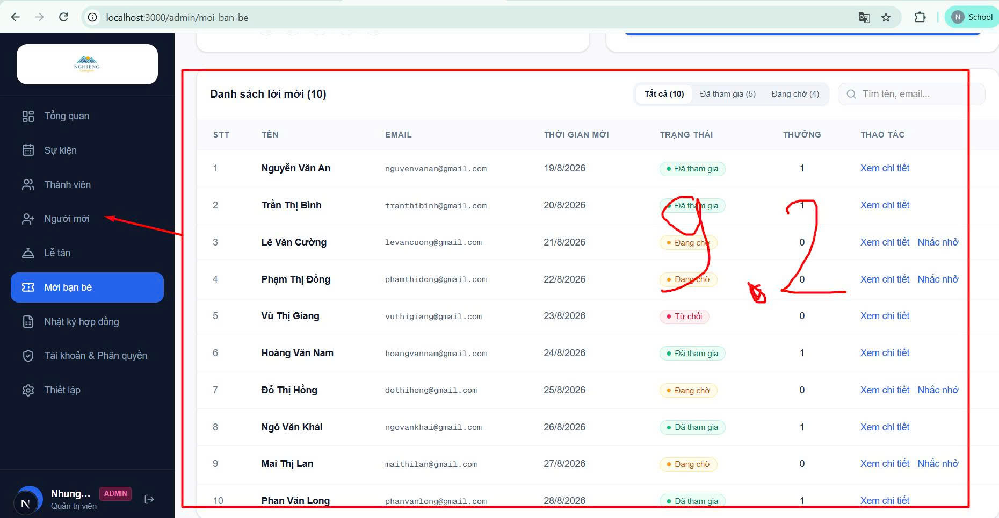 localhost:3000/admin/moi-ban-be
N School
NGHIENG
Tổng quan
Sự kiện
Thành viên
Người mời
Lễ tân
Mời bạn bè
Nhật ký hợp đồng
Tài khoản & Phân quyền
Thiết lập
N
Nhung... ADMIN
Quản trị viên
Danh sách lời mời (10)
Tất cả (10) Đã tham gia (5) Đang chờ (4) Tìm tên, email...
STT TÊN EMAIL THỜI GIAN MỜI TRẠNG THÁI THƯỞNG THAO TÁC
1 Nguyễn Văn An nguyenvanan@gmail.com 19/8/2026 Đã tham gia 1 Xem chi tiết
2 Trần Thị Bình tranthibinh@gmail.com 20/8/2026 Đã tham gia 1 Xem chi tiết
3 Lê Văn Cường levancuong@gmail.com 21/8/2026 Đang chờ 0 Xem chi tiết Nhắc nhở
4 Phạm Thị Đồng phamthidong@gmail.com 22/8/2026 Đang chờ 0 Xem chi tiết Nhắc nhở
9.2
5 Vũ Thị Giang vuthigiang@gmail.com 23/8/2026 Từ chối 0 Xem chi tiết
6 Hoàng Văn Nam hoangvannam@gmail.com 24/8/2026 Đã tham gia 1 Xem chi tiết
7 Đỗ Thị Hồng dothihong@gmail.com 25/8/2026 Đang chờ 0 Xem chi tiết Nhắc nhở
8 Ngô Văn Khải ngovankhai@gmail.com 26/8/2026 Đã tham gia 1 Xem chi tiết
9 Mai Thị Lan maithilan@gmail.com 27/8/2026 Đang chờ 0 Xem chi tiết Nhắc nhở
10 Phan Văn Long phanvanlong@gmail.com 28/8/2026 Đã tham gia 1 Xem chi tiết